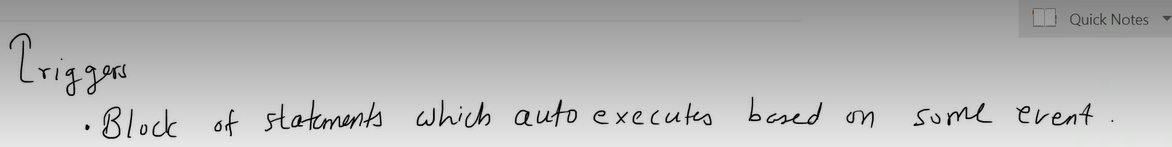 Quick Notes
Triggers
• Block of statements which auto executes based on some event.